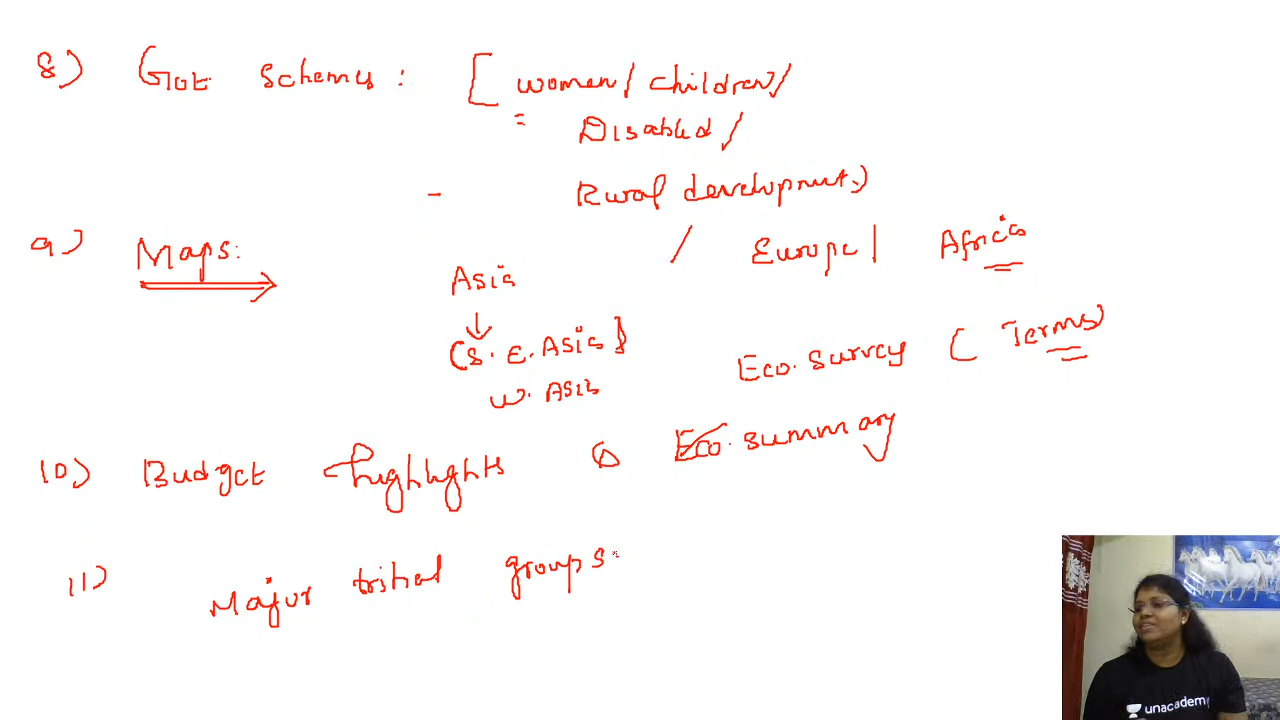 8) Govt Schemes: [women/ children/
Disabled/
- Rural development)
9) Maps: Asia / Europe/ Africa
(S.E. Asia)
W. Asia
Eco. Survey ( Terms)
10) Budget highlights & Eco. Summary
11) Major tribal groups
unacademy